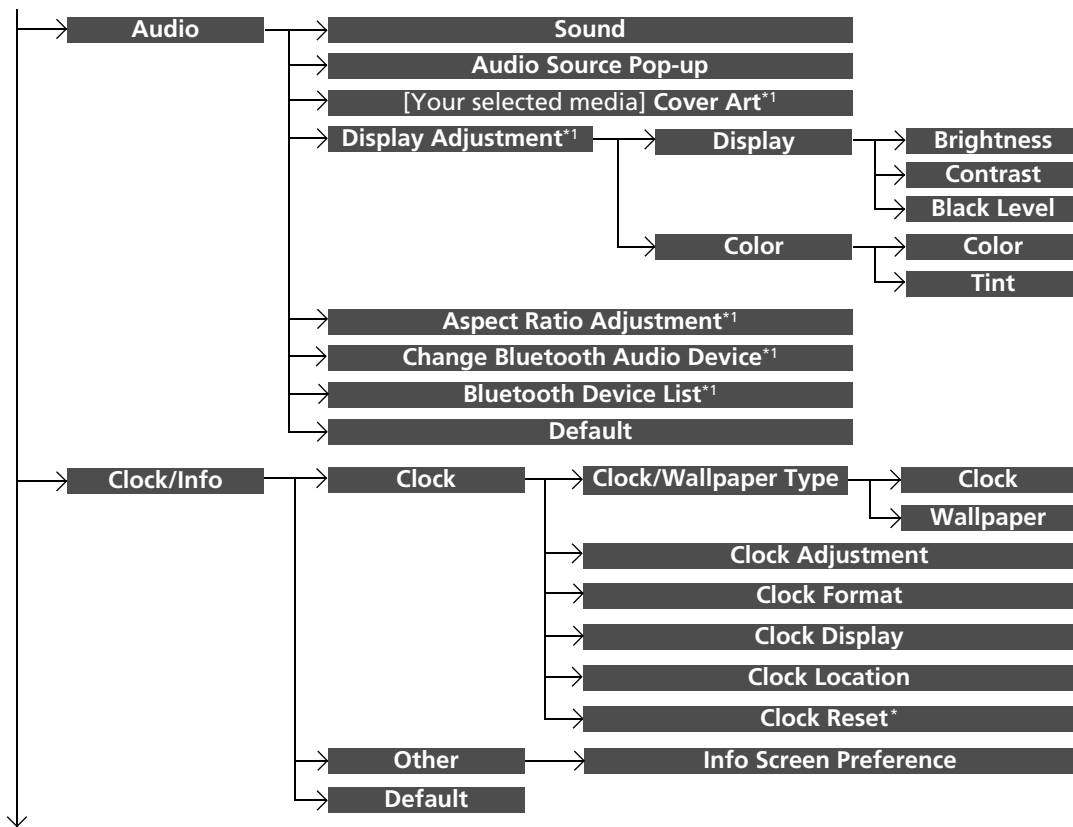 Audio
Sound
Audio Source Pop-up
[Your selected media] Cover Art*1
Display Adjustment*1
Display
Brightness
Contrast
Black Level
Color
Color
Tint
Aspect Ratio Adjustment*1
Change Bluetooth Audio Device*1
Bluetooth Device List*1
Default
Clock/Info
Clock
Clock/Wallpaper Type
Clock
Wallpaper
Clock Adjustment
Clock Format
Clock Display
Clock Location
Clock Reset*
Other
Info Screen Preference
Default